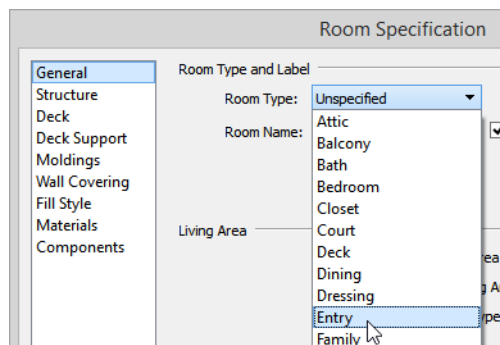 Room Specification
General
Structure
Deck
Deck Support
Moldings
Wall Covering
Fill Style
Materials
Components
Room Type and Label
Room Type: Unspecified
Room Name:
Attic
Balcony
Bath
Bedroom
Closet
Court
Deck
Dining
Dressing
Entry
Family
Living Area